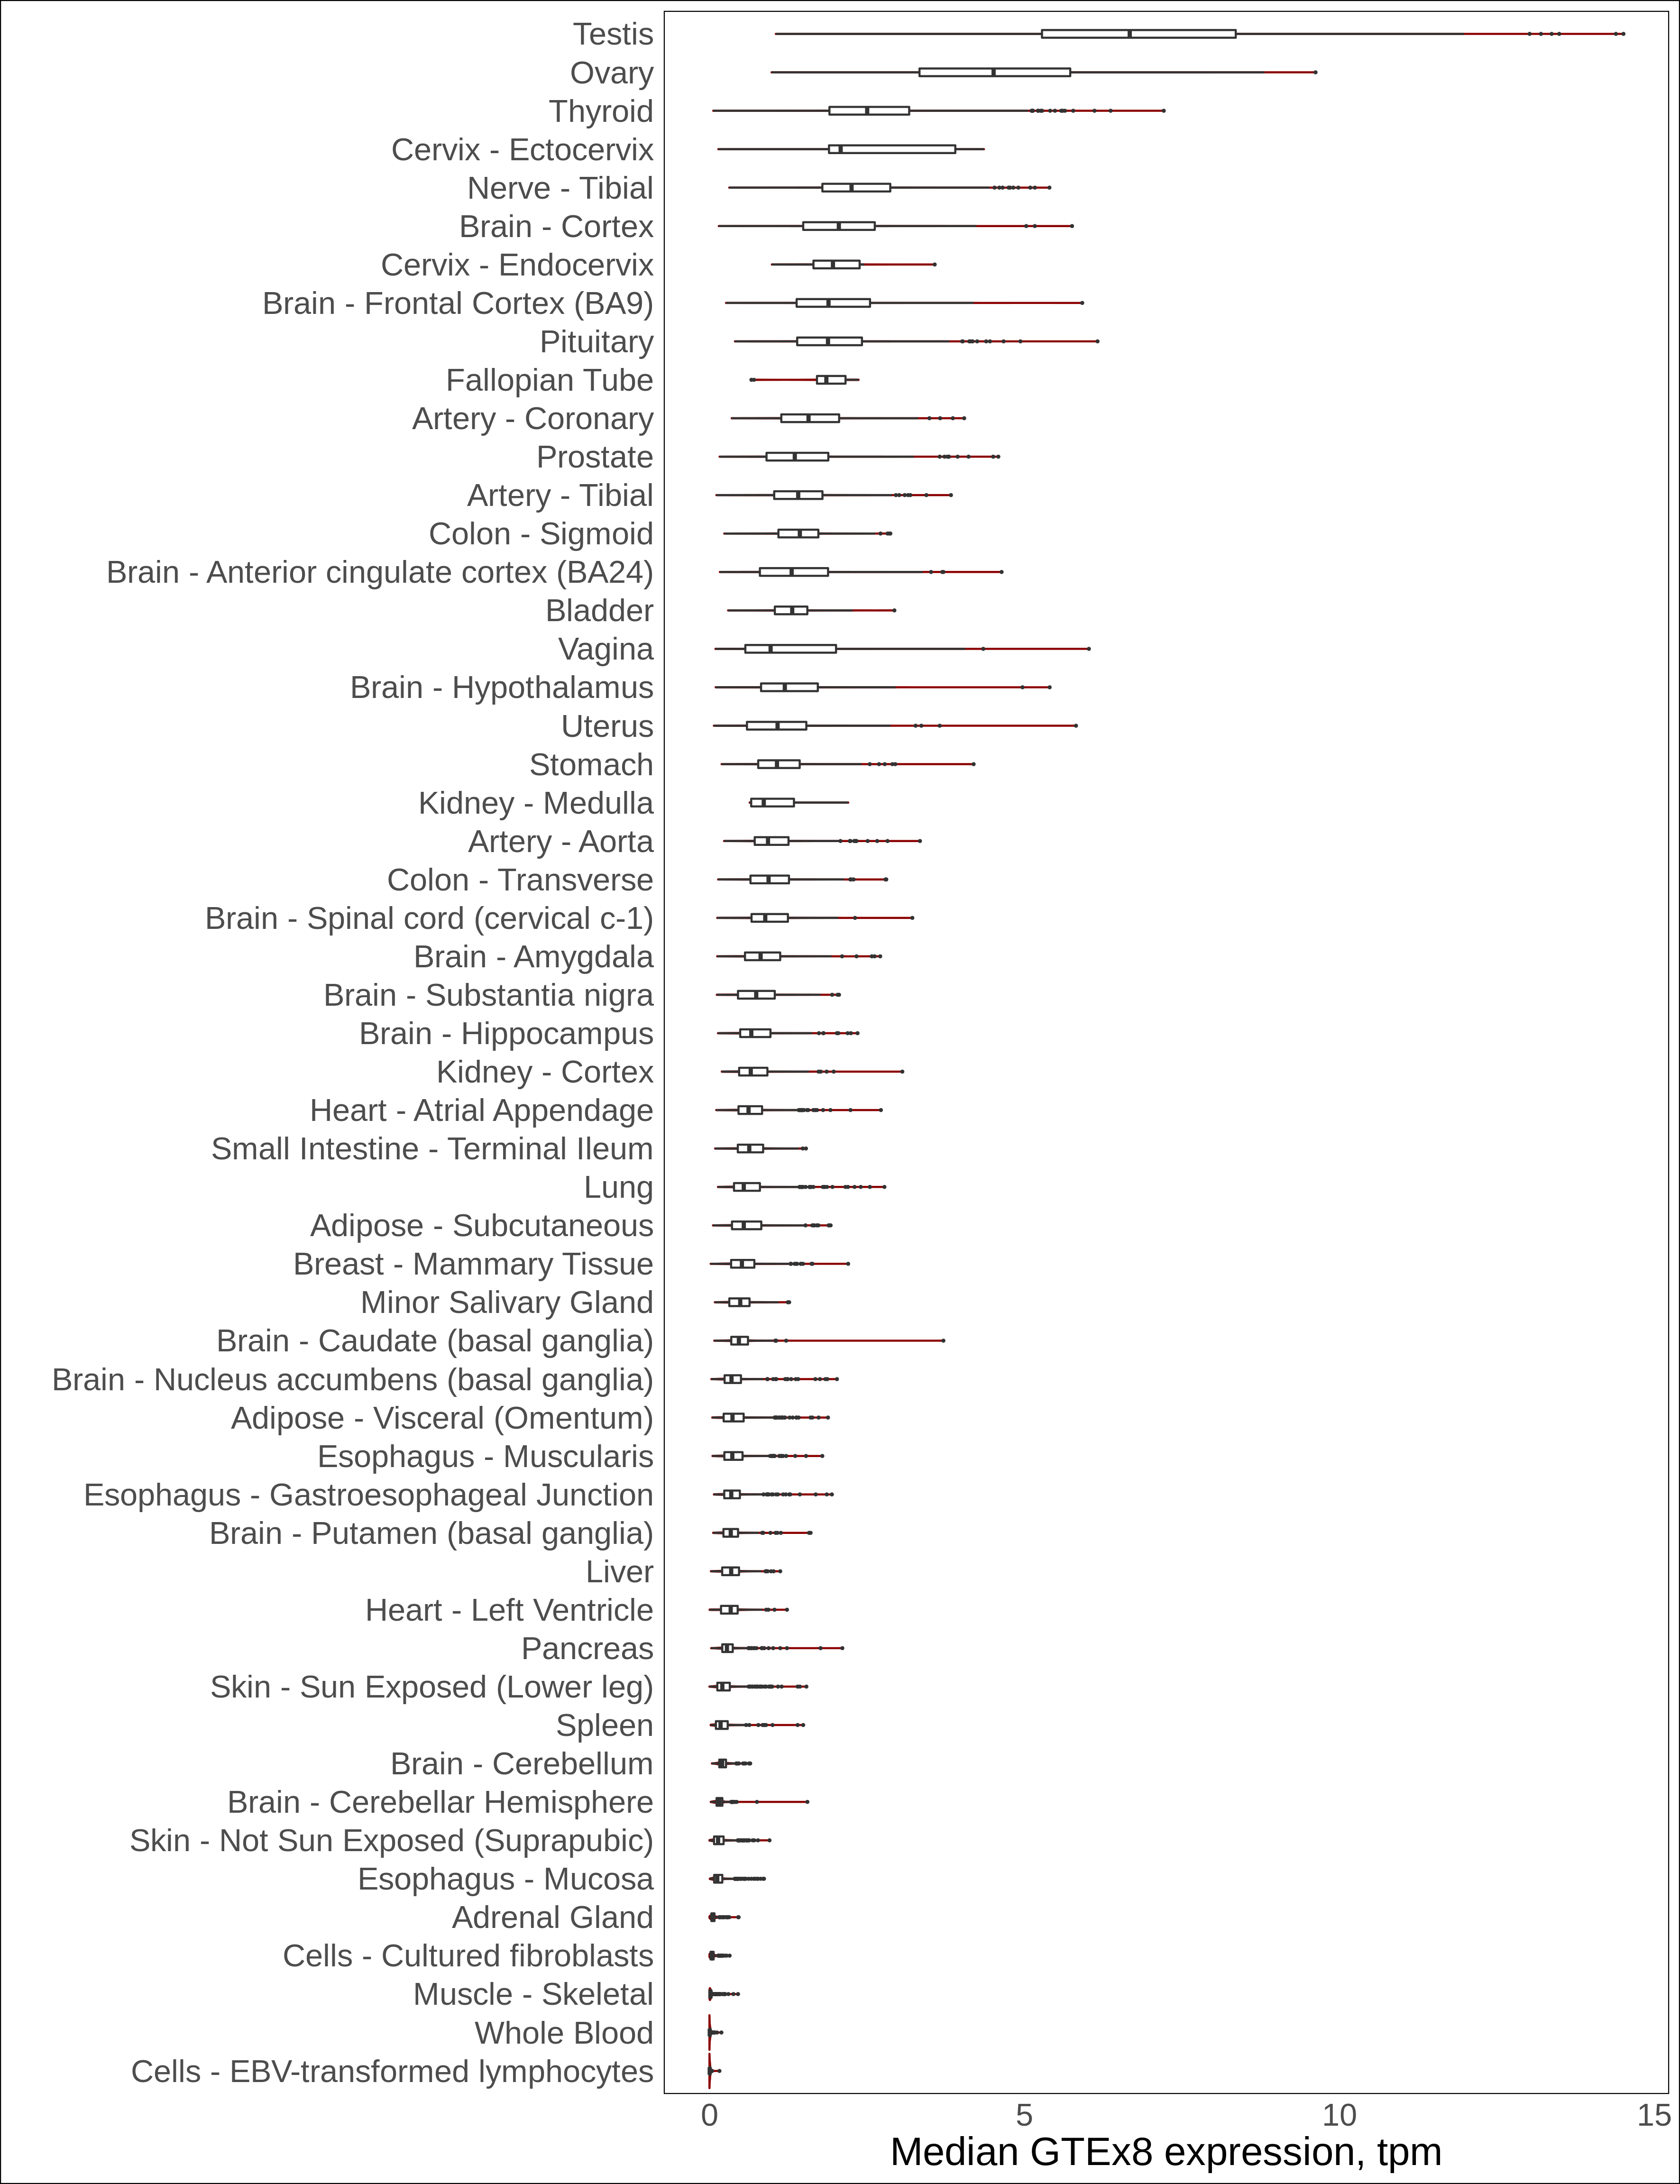 Testis
Ovary
Thyroid
Cervix - Ectocervix
Nerve - Tibial
Brain - Cortex
Cervix - Endocervix
Brain - Frontal Cortex (BA9)
Pituitary
Fallopian Tube
Artery - Coronary
Prostate
Artery - Tibial
Colon - Sigmoid
Brain - Anterior cingulate cortex (BA24)
Bladder
Vagina
Brain - Hypothalamus
Uterus
Stomach
Kidney - Medulla
Artery - Aorta
Colon - Transverse
Brain - Spinal cord (cervical c-1)
Brain - Amygdala
Brain - Substantia nigra
Brain - Hippocampus
Kidney - Cortex
Heart - Atrial Appendage
Small Intestine - Terminal Ileum
Lung
Adipose - Subcutaneous
Breast - Mammary Tissue
Minor Salivary Gland
Brain - Caudate (basal ganglia)
Brain - Nucleus accumbens (basal ganglia)
Adipose - Visceral (Omentum)
Esophagus - Muscularis
Esophagus - Gastroesophageal Junction
Brain - Putamen (basal ganglia)
Liver
Heart - Left Ventricle
Pancreas
Skin - Sun Exposed (Lower leg)
Spleen
Brain - Cerebellum
Brain - Cerebellar Hemisphere
Skin - Not Sun Exposed (Suprapubic)
Esophagus - Mucosa
Adrenal Gland
Cells - Cultured fibroblasts
Muscle - Skeletal
Whole Blood
Cells - EBV-transformed lymphocytes
0 5 10 15
Median GTEx8 expression, tpm